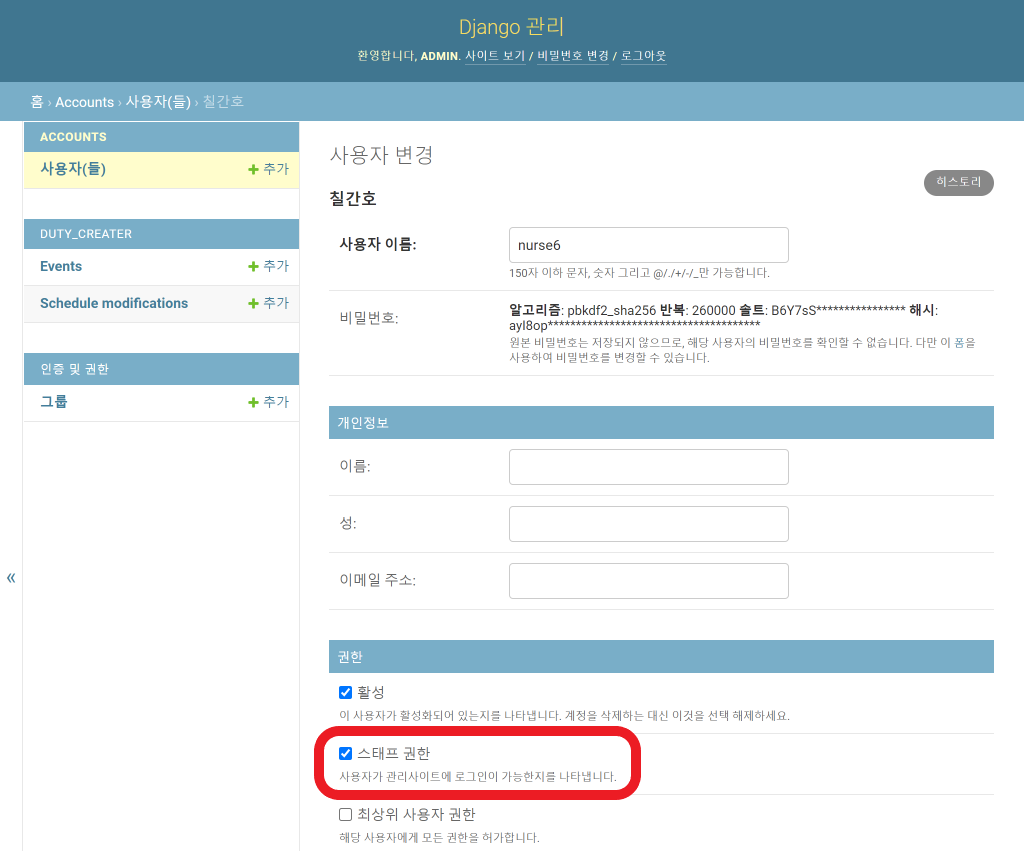 Django 관리
환영합니다, ADMIN. 사이트 보기 / 비밀번호 변경 / 로그아웃
홈 › Accounts › 사용자(들) › 칠간호
ACCOUNTS
사용자(들) 추가
DUTY_CREATER
Events 추가
Schedule modifications 추가
인증 및 권한
그룹 추가
«
사용자 변경
히스토리
칠간호
사용자 이름: nurse6
150자 이하 문자, 숫자 그리고 @/./+/-/_만 가능합니다.
비밀번호: 알고리즘: pbkdf2_sha256 반복: 260000 솔트: B6Y7sS**************** 해시:
ayl8op**************************************
원본 비밀번호는 저장되지 않으므로, 해당 사용자의 비밀번호를 확인할 수 없습니다. 다만 이 폼을
사용하여 비밀번호를 변경할 수 있습니다.
개인정보
이름:
성:
이메일 주소:
권한
활성
이 사용자가 활성화되어 있는지를 나타냅니다. 계정을 삭제하는 대신 이것을 선택 해제하세요.
스태프 권한
사용자가 관리사이트에 로그인이 가능한지를 나타냅니다.
최상위 사용자 권한
해당 사용자에게 모든 권한을 허가합니다.